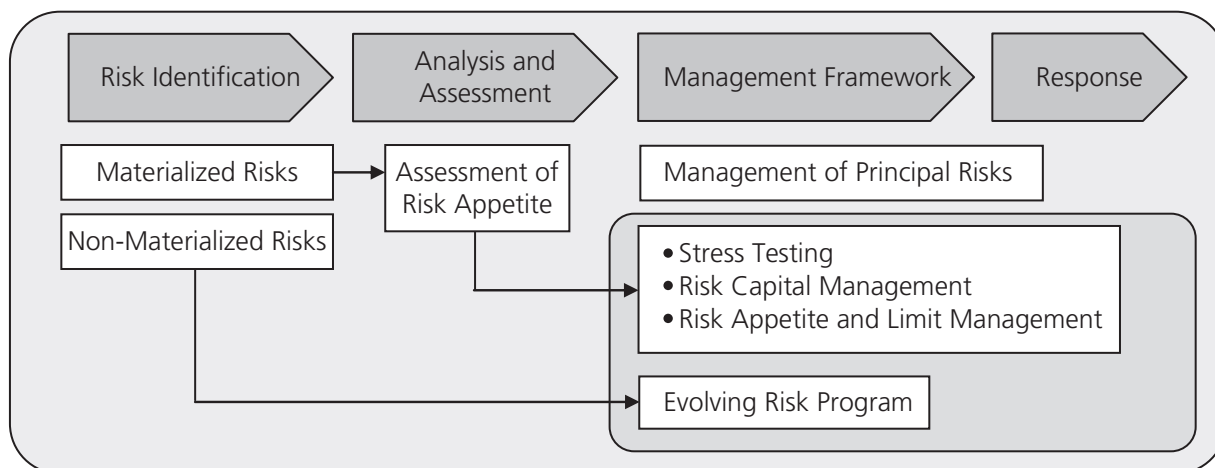 Risk Identification
Analysis and
Assessment
Management Framework
Response
Materialized Risks
Assessment of
Risk Appetite
Management of Principal Risks
Non-Materialized Risks
• Stress Testing
• Risk Capital Management
• Risk Appetite and Limit Management
Evolving Risk Program